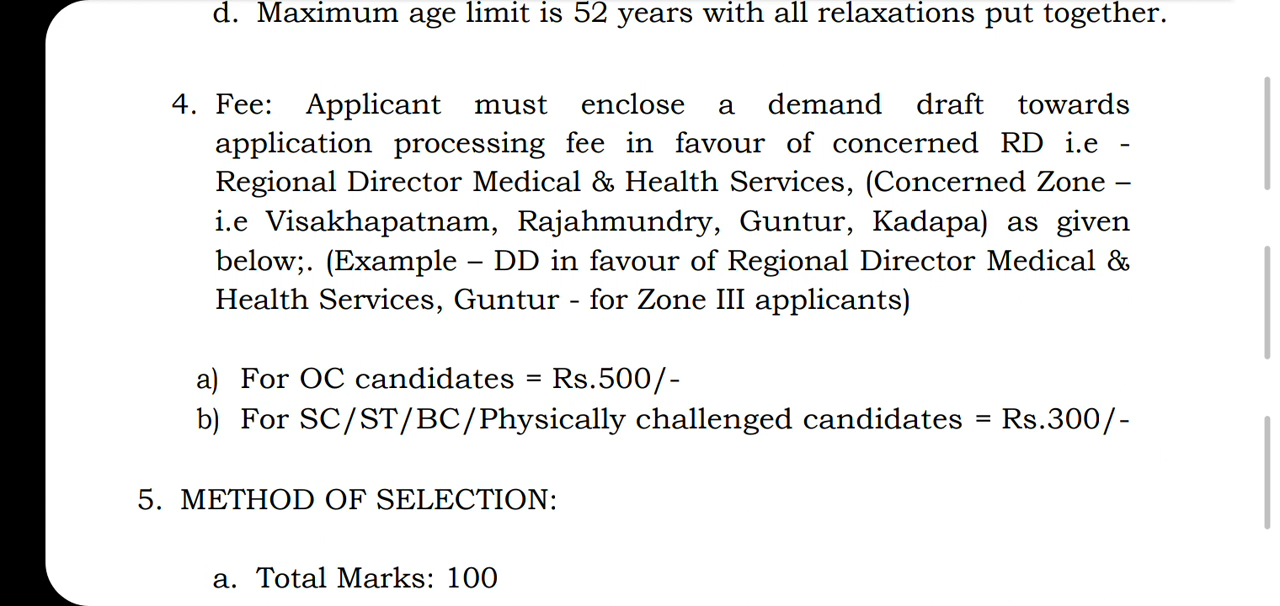 d. Maximum age limit is 52 years with all relaxations put together.
4. Fee: Applicant must enclose a demand draft towards
application processing fee in favour of concerned RD i.e -
Regional Director Medical & Health Services, (Concerned Zone –
i.e Visakhapatnam, Rajahmundry, Guntur, Kadapa) as given
below;. (Example – DD in favour of Regional Director Medical &
Health Services, Guntur - for Zone III applicants)
a) For OC candidates = Rs.500/-
b) For SC/ST/BC/Physically challenged candidates = Rs.300/-
5. METHOD OF SELECTION:
a. Total Marks: 100